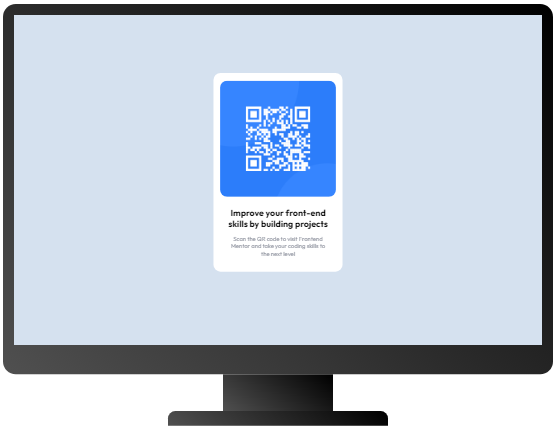 Improve your front-end
skills by building projects
Scan the QR code to visit Frontend
Mentor and take your coding skills to
the next level